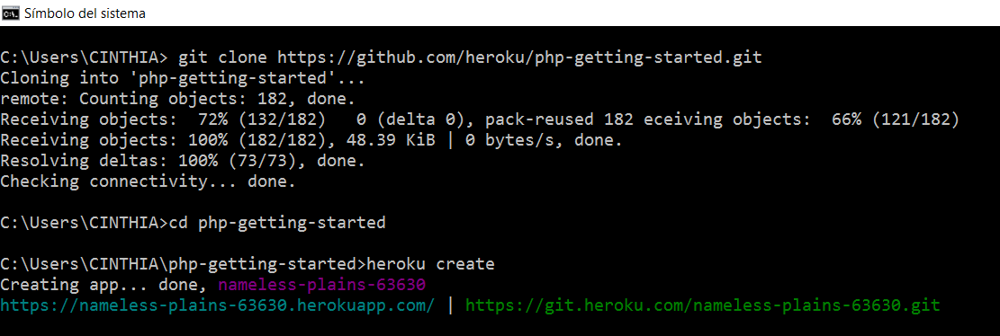 Símbolo del sistema
C:\Users\CINTHIA> git clone https://github.com/heroku/php-getting-started.git
Cloning into 'php-getting-started'...
remote: Counting objects: 182, done.
Receiving objects:  72% (132/182)   0 (delta 0), pack-reused 182 eceiving objects:  66% (121/182)
Receiving objects: 100% (182/182), 48.39 KiB | 0 bytes/s, done.
Resolving deltas: 100% (73/73), done.
Checking connectivity... done.
C:\Users\CINTHIA>cd php-getting-started
C:\Users\CINTHIA\php-getting-started>heroku create
Creating app... done, nameless-plains-63630
https://nameless-plains-63630.herokuapp.com/ | https://git.heroku.com/nameless-plains-63630.git